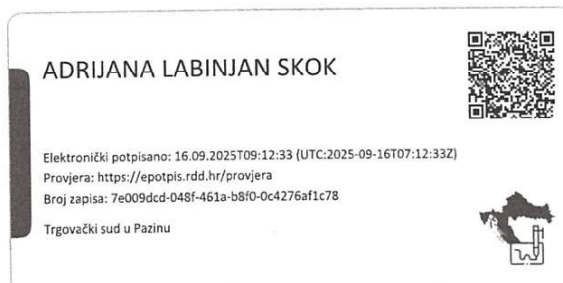 ADRIJANA LABINJAN SKOK
Elektronički potpisano: 16.09.2025T09:12:33 (UTC:2025-09-16T07:12:33Z)
Provjera: https://epotpis.rdd.hr/provjera
Broj zapisa: 7e009dcd-048f-461a-b8f0-0c4276af1c78
Trgovački sud u Pazinu